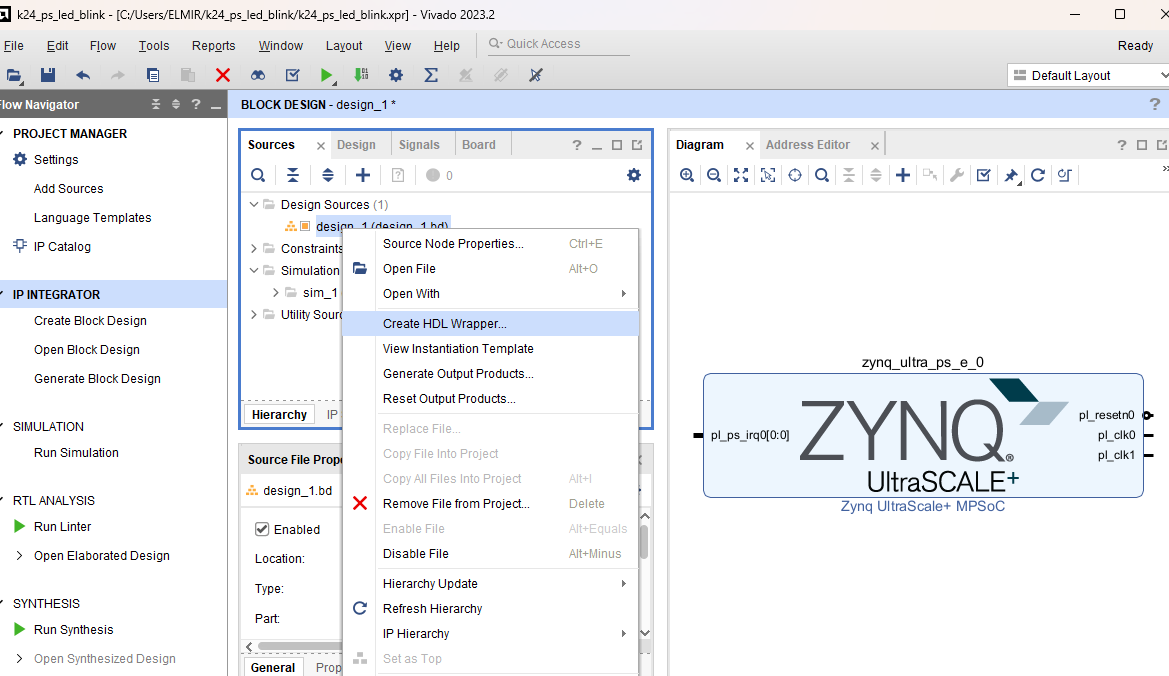 k24_ps_led_blink - [C:/Users/ELMIR/k24_ps_led_blink/k24_ps_led_blink.xpr] - Vivado 2023.2
File Edit Flow Tools Reports Window Layout View Help Quick Access Ready
Default Layout
Flow Navigator
BLOCK DESIGN - design_1 *
PROJECT MANAGER
Settings
Add Sources
Language Templates
IP Catalog
IP INTEGRATOR
Create Block Design
Open Block Design
Generate Block Design
SIMULATION
Run Simulation
RTL ANALYSIS
Run Linter
Open Elaborated Design
SYNTHESIS
Run Synthesis
Open Synthesized Design
Sources Design Signals Board
0
Design Sources (1)
design_1 (design_1.bd)
Constraints
Simulation
sim_1
Utility Sour
Hierarchy IP
Source File Prope
design_1.bd
Enabled
Location:
Type:
Part:
General Prop
Source Node Properties... Ctrl+E
Open File Alt+O
Open With
Create HDL Wrapper...
View Instantiation Template
Generate Output Products...
Reset Output Products...
Replace File...
Copy File Into Project
Copy All Files Into Project Alt+I
Remove File from Project... Delete
Enable File Alt+Equals
Disable File Alt+Minus
Hierarchy Update
Refresh Hierarchy
IP Hierarchy
Set as Top
Diagram Address Editor
zynq_ultra_ps_e_0
pl_ps_irq0[0:0]
ZYNQ®
UltraSCALE+
pl_resetn0
pl_clk0
pl_clk1
Zynq UltraScale+ MPSoC